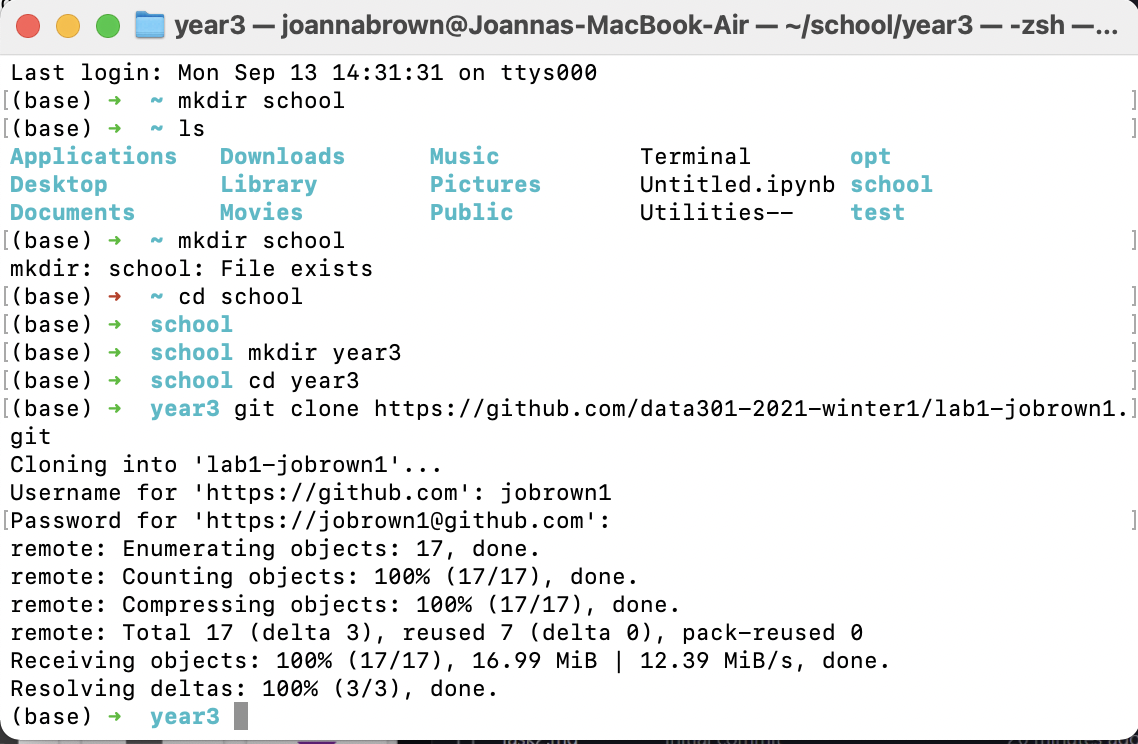 year3 — joannabrown@Joannas-MacBook-Air — ~/school/year3 — -zsh —...
Last login: Mon Sep 13 14:31:31 on ttys000
[(base) ➜  ~ mkdir school ]
[(base) ➜  ~ ls ]
Applications   Downloads      Music          Terminal       opt
Desktop        Library        Pictures       Untitled.ipynb school
Documents      Movies         Public         Utilities--    test
[(base) ➜  ~ mkdir school ]
mkdir: school: File exists
[(base) ➜  ~ cd school ]
[(base) ➜  school ]
[(base) ➜  school mkdir year3 ]
[(base) ➜  school cd year3 ]
[(base) ➜  year3 git clone https://github.com/data301-2021-winter1/lab1-jobrown1.]
git
Cloning into 'lab1-jobrown1'...
Username for 'https://github.com': jobrown1
[Password for 'https://jobrown1@github.com': ]
remote: Enumerating objects: 17, done.
remote: Counting objects: 100% (17/17), done.
remote: Compressing objects: 100% (17/17), done.
remote: Total 17 (delta 3), reused 7 (delta 0), pack-reused 0
Receiving objects: 100% (17/17), 16.99 MiB | 12.39 MiB/s, done.
Resolving deltas: 100% (3/3), done.
(base) ➜  year3